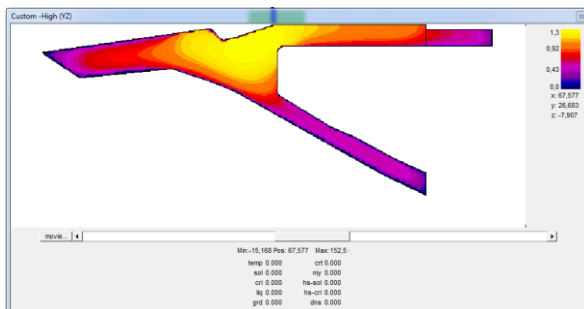 Custom -High (YZ)
1,3
0,92
0,43
0,0
x: 67,577
y: 26,683
z: -7,907
movie...
Min:-15,168 Pos: 67,577 Max:152,5
temp 0.000 crt 0.000
sol 0.000 niy 0.000
cri 0.000 hs-sol 0.000
liq 0.000 hs-cri 0.000
grd 0.000 dns 0.000